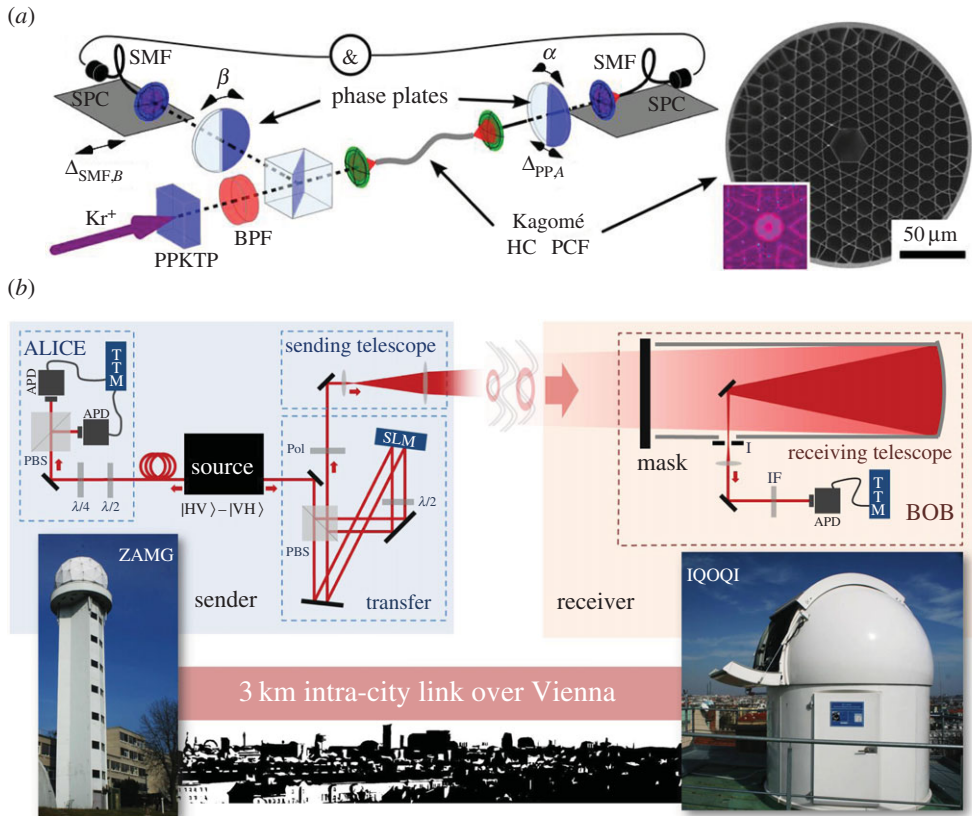 (a)
&
SMF
SPC
β
phase plates
α
SMF
SPC
ΔSMF,B
ΔPP,A
Kr+
PPKTP
BPF
Kagomé
HC PCF
50 μm
(b)
ALICE
TTM
APD
APD
PBS
λ/4
λ/2
source
|HV⟩–|VH⟩
sending telescope
Pol
SLM
λ/2
PBS
transfer
sender
mask
I
receiving telescope
IF
APD
TTM
BOB
receiver
ZAMG
IQOQI
3 km intra-city link over Vienna